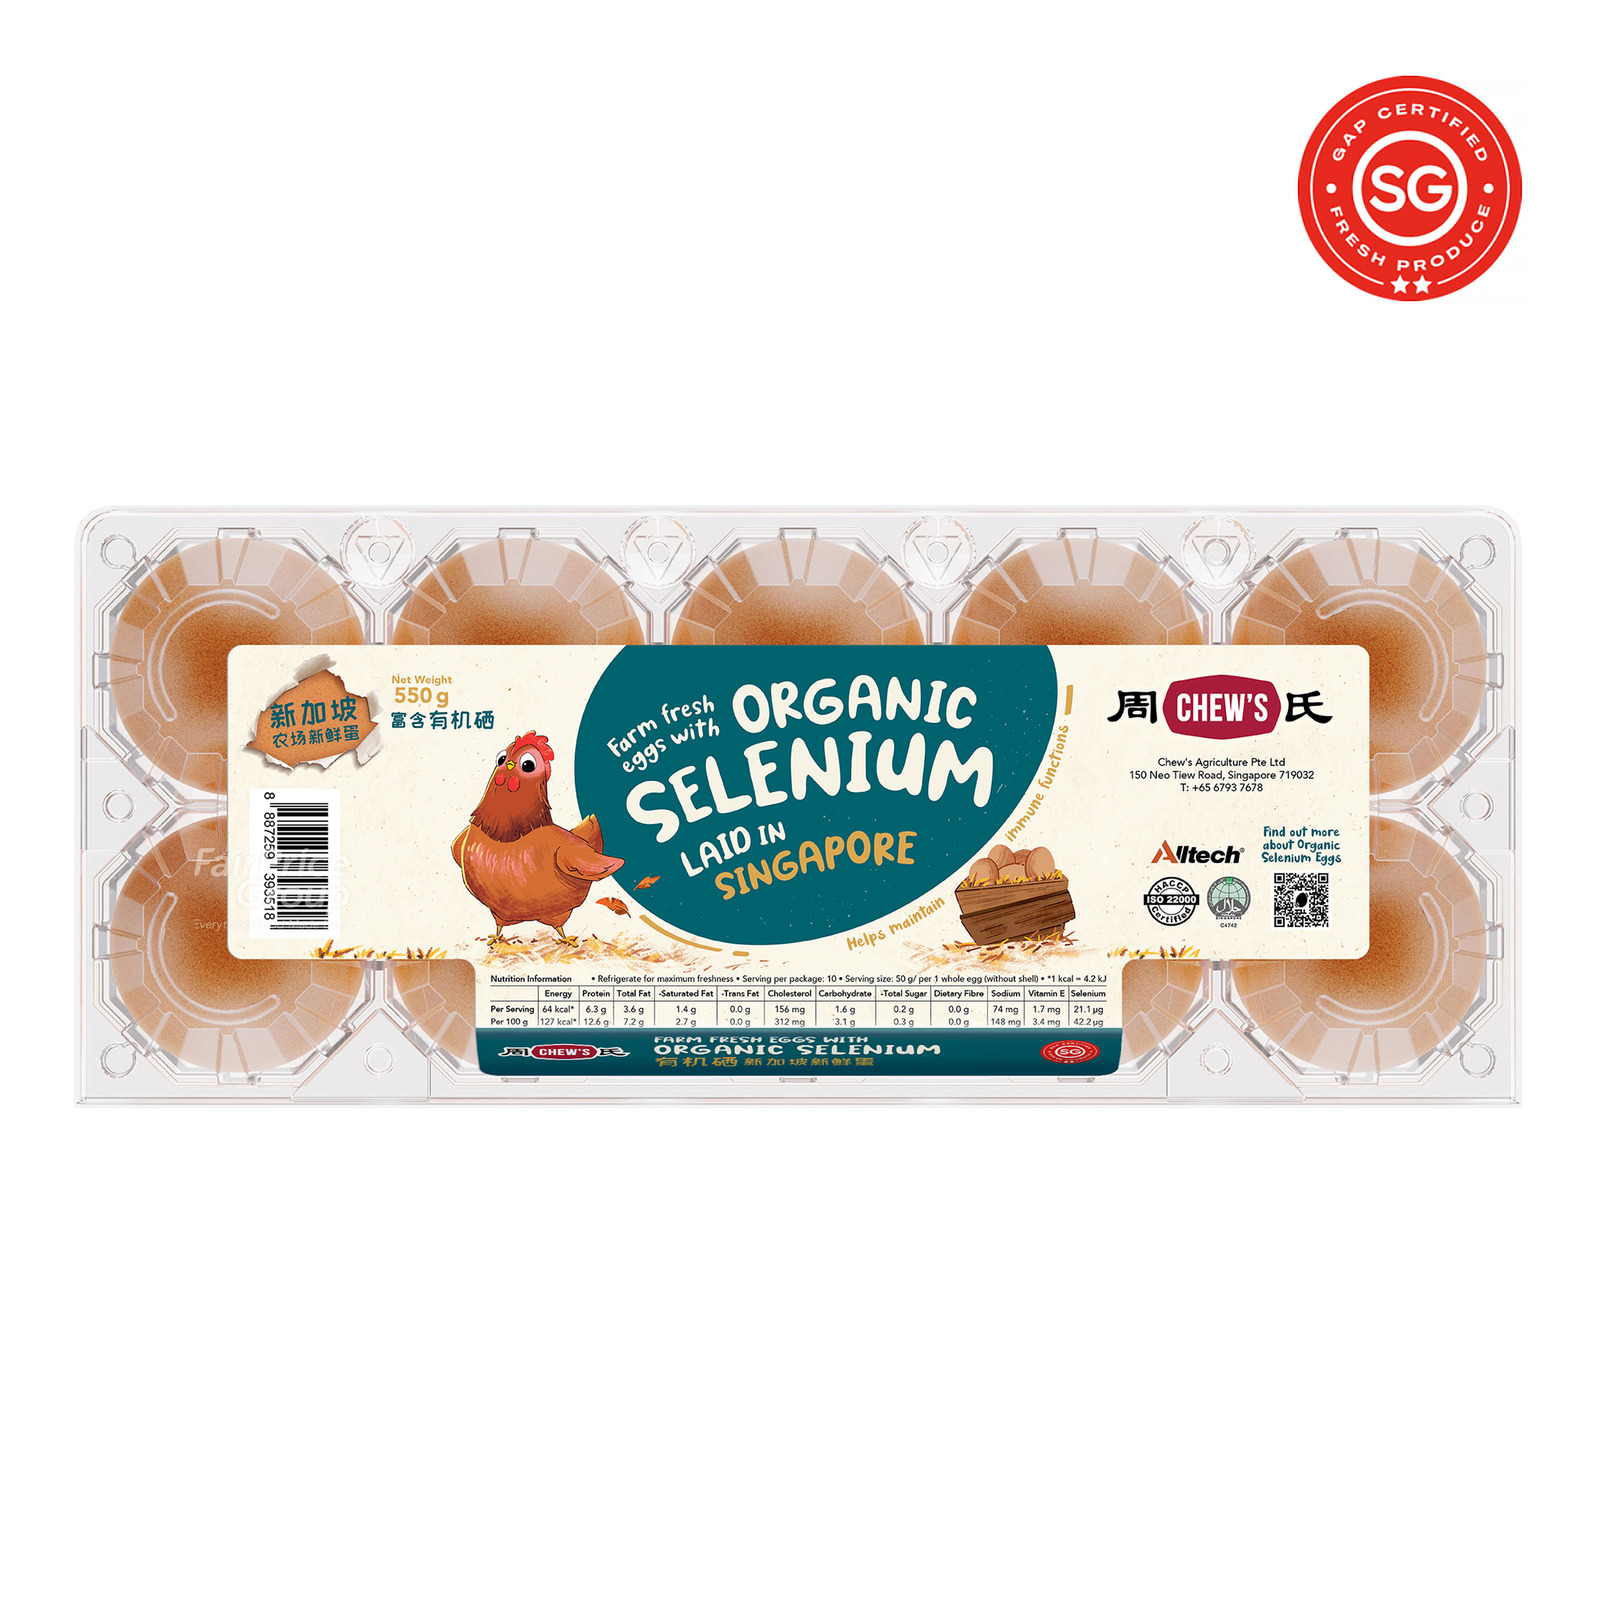 GAP CERTIFIED
SG
FRESH PRODUCE
新加坡
农场新鲜蛋
Net Weight
550 g
富含有机硒
8 887259 393518
FairPrice
Group
Farm fresh
eggs with
ORGANIC
SELENIUM
LAID IN
SINGAPORE
Helps maintain
immune functions
周 CHEW'S 氏
Chew's Agriculture Pte Ltd
150 Neo Tiew Road, Singapore 719032
T: +65 6793 7678
Alltech®
Find out more
about Organic
Selenium Eggs
HACCP
ISO 22000
Certified
SINGAPORE
C4742
Nutrition Information • Refrigerate for maximum freshness • Serving per package: 10 • Serving size: 50 g/ per 1 whole egg (without shell) • *1 kcal = 4.2 kJ
Energy Protein Total Fat -Saturated Fat -Trans Fat Cholesterol Carbohydrate -Total Sugar Dietary Fibre Sodium Vitamin E Selenium
Per Serving 64 kcal* 6.3 g 3.6 g 1.4 g 0.0 g 156 mg 1.6 g 0.2 g 0.0 g 74 mg 1.7 mg 21.1 µg
Per 100 g 127 kcal* 12.6 g 7.2 g 2.7 g 0.0 g 312 mg 3.1 g 0.3 g 0.0 g 148 mg 3.4 mg 42.2 µg
周 CHEW'S 氏
FARM FRESH EGGS WITH
ORGANIC SELENIUM
有机硒新加坡新鲜蛋
SG